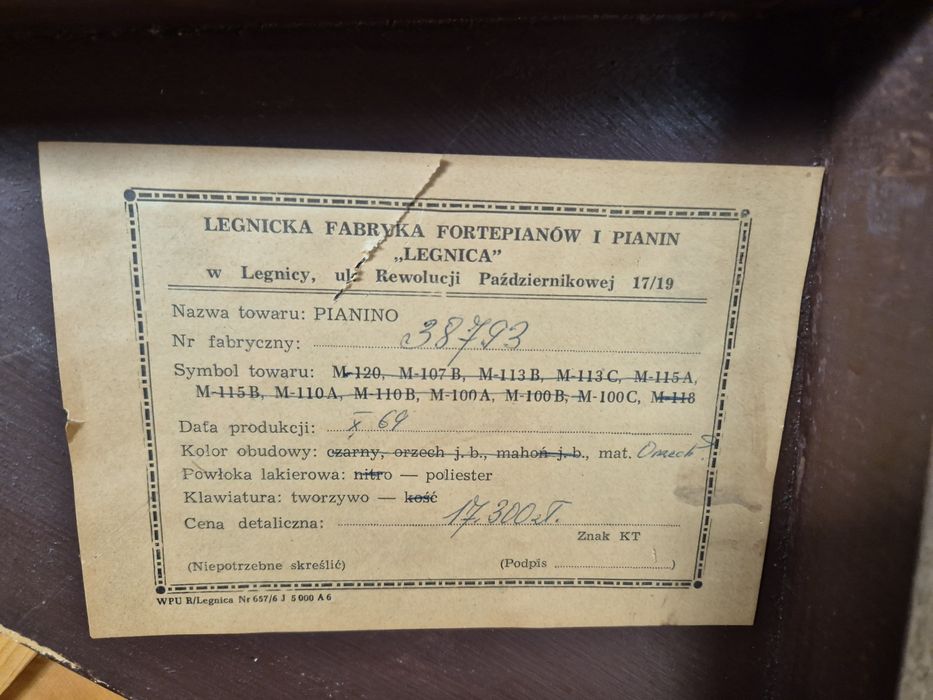 LEGNICKA FABRYKA FORTEPIANÓW I PIANIN
„LEGNICA”
w Legnicy, ul. Rewolucji Październikowej 17/19
Nazwa towaru: PIANINO
Nr fabryczny: 38793
Symbol towaru: M-120, M-107 B, M-113 B, M-113 C, M-115 A,
M-115 B, M-110 A, M-110 B, M-100 A, M-100 B, M-100 C, M-118
Data produkcji: X 69
Kolor obudowy: czarny, orzech j. b., mahoń j. b., mat. Orzech
Powłoka lakierowa: nitro — poliester
Klawiatura: tworzywo — kość
Cena detaliczna: 17.300 zł.
Znak KT
(Niepotrzebne skreślić) (Podpis)
WPU R/Legnica Nr 657/6 J 5 000 A 6